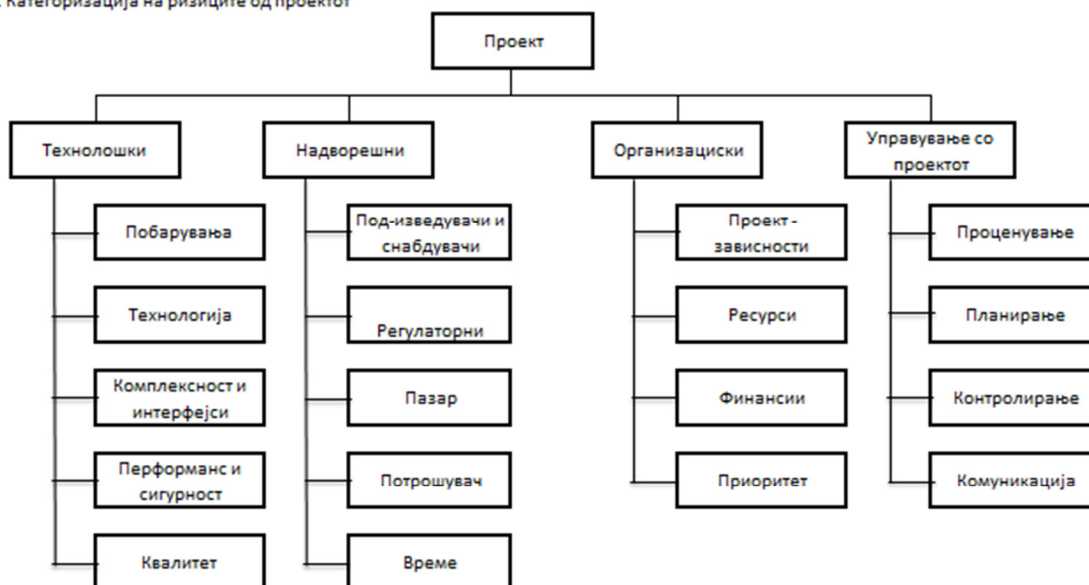 Категоризација на ризиците од проектот
Проект
Технолошки
Надворешни
Организациски
Управување со
проектот
Побарувања
Технологија
Комплексност и
интерфејси
Перформанс и
сигурност
Квалитет
Под-изведувачи и
снабдувачи
Регулаторни
Пазар
Потрошувач
Време
Проект -
зависности
Ресурси
Финансии
Приоритет
Проценување
Планирање
Контролирање
Комуникација